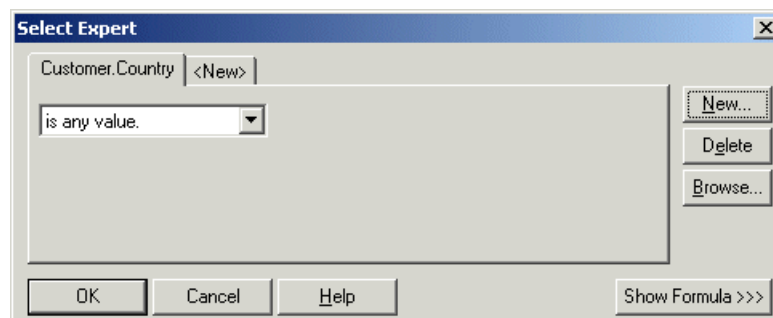 Select Expert
Customer.Country <New>
is any value.
New...
Delete
Browse...
OK Cancel Help Show Formula >>>